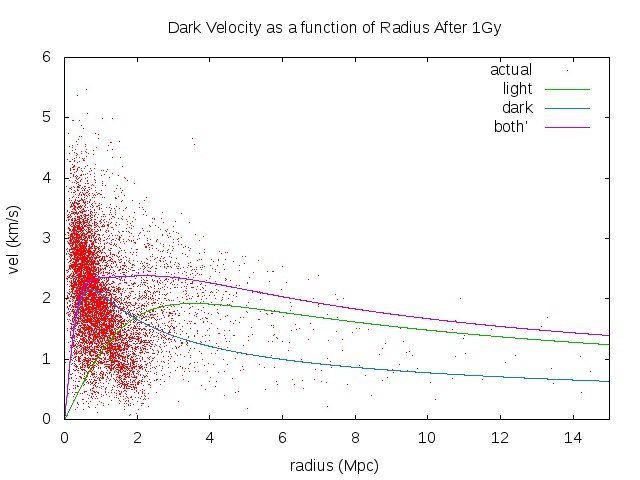 Dark Velocity as a function of Radius After 1Gy
actual
light
dark
both'
6
5
4
3
2
1
0
vel (km/s)
0 2 4 6 8 10 12 14
radius (Mpc)